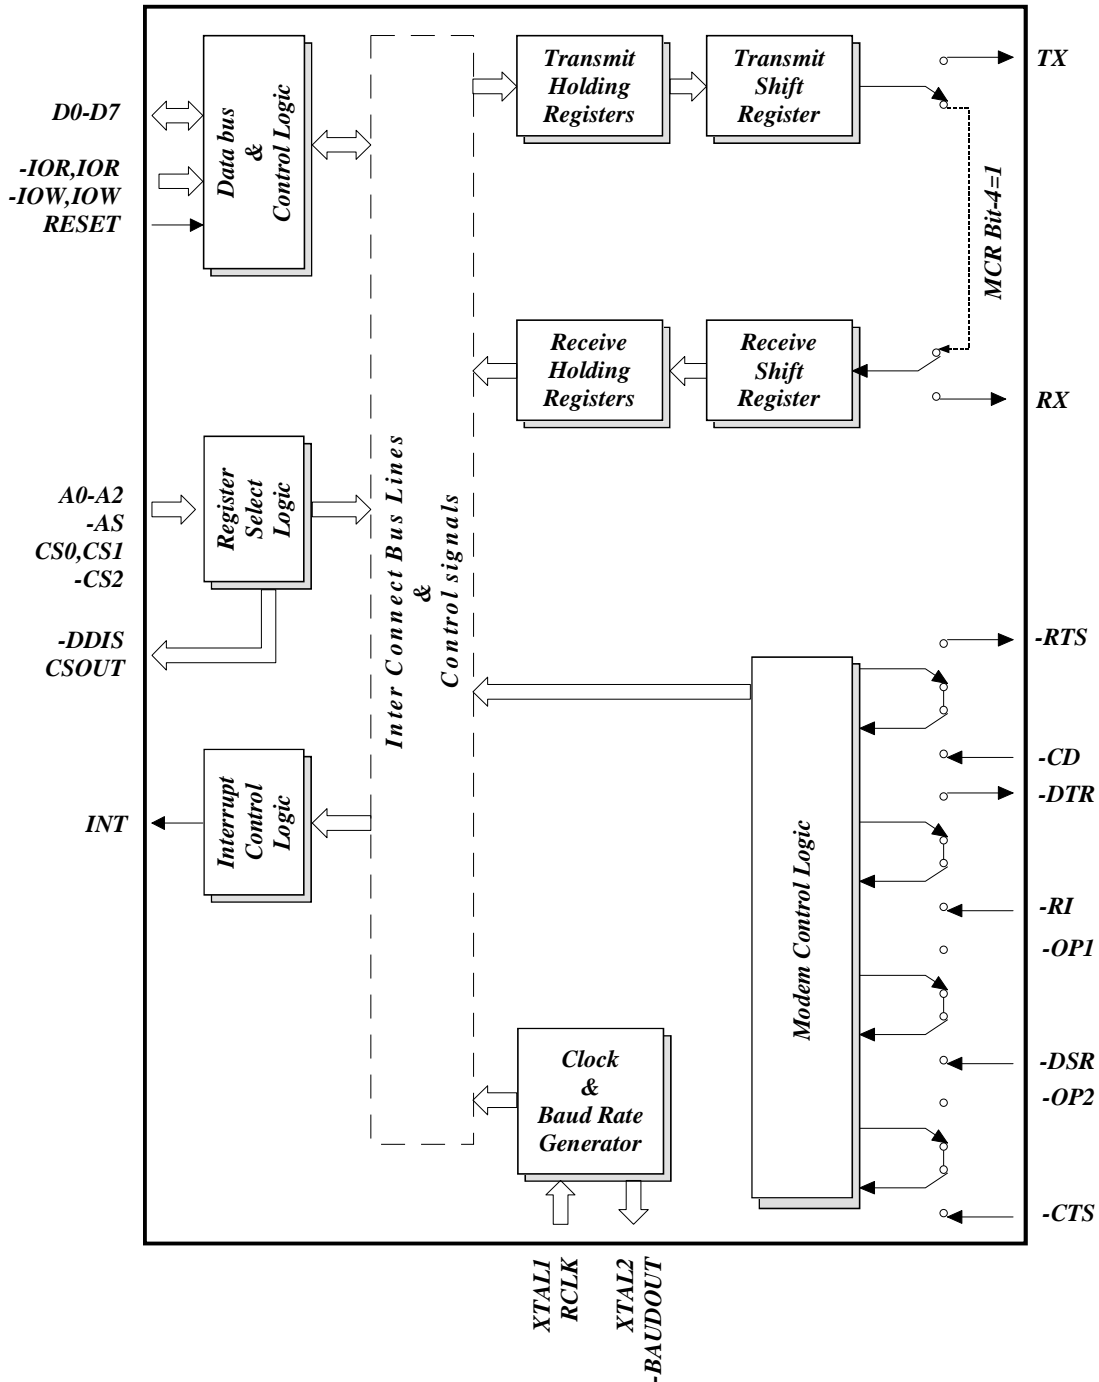 D0-D7
-IOR,IOR
-IOW,IOW
RESET
Data bus
&
Control Logic
A0-A2
-AS
CS0,CS1
-CS2
-DDIS
CSOUT
Register
Select
Logic
INT
Interrupt
Control
Logic
Inter Connect Bus Lines
&
Control signals
Transmit
Holding
Registers
Transmit
Shift
Register
TX
MCR Bit-4=1
Receive
Holding
Registers
Receive
Shift
Register
RX
Modem Control Logic
-RTS
-CD
-DTR
-RI
-OP1
-DSR
-OP2
-CTS
Clock
&
Baud Rate
Generator
XTAL1
RCLK
XTAL2
-BAUDOUT